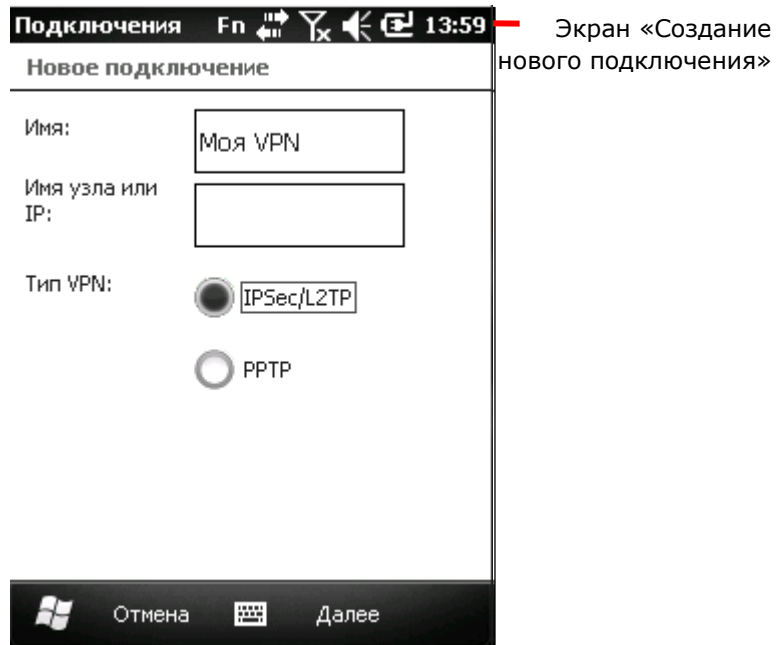 Подключения Fn 13:59
Экран «Создание
нового подключения»
Новое подключение
Имя:
Моя VPN
Имя узла или
IP:
Тип VPN:
IPSec/L2TP
PPTP
Отмена Далее